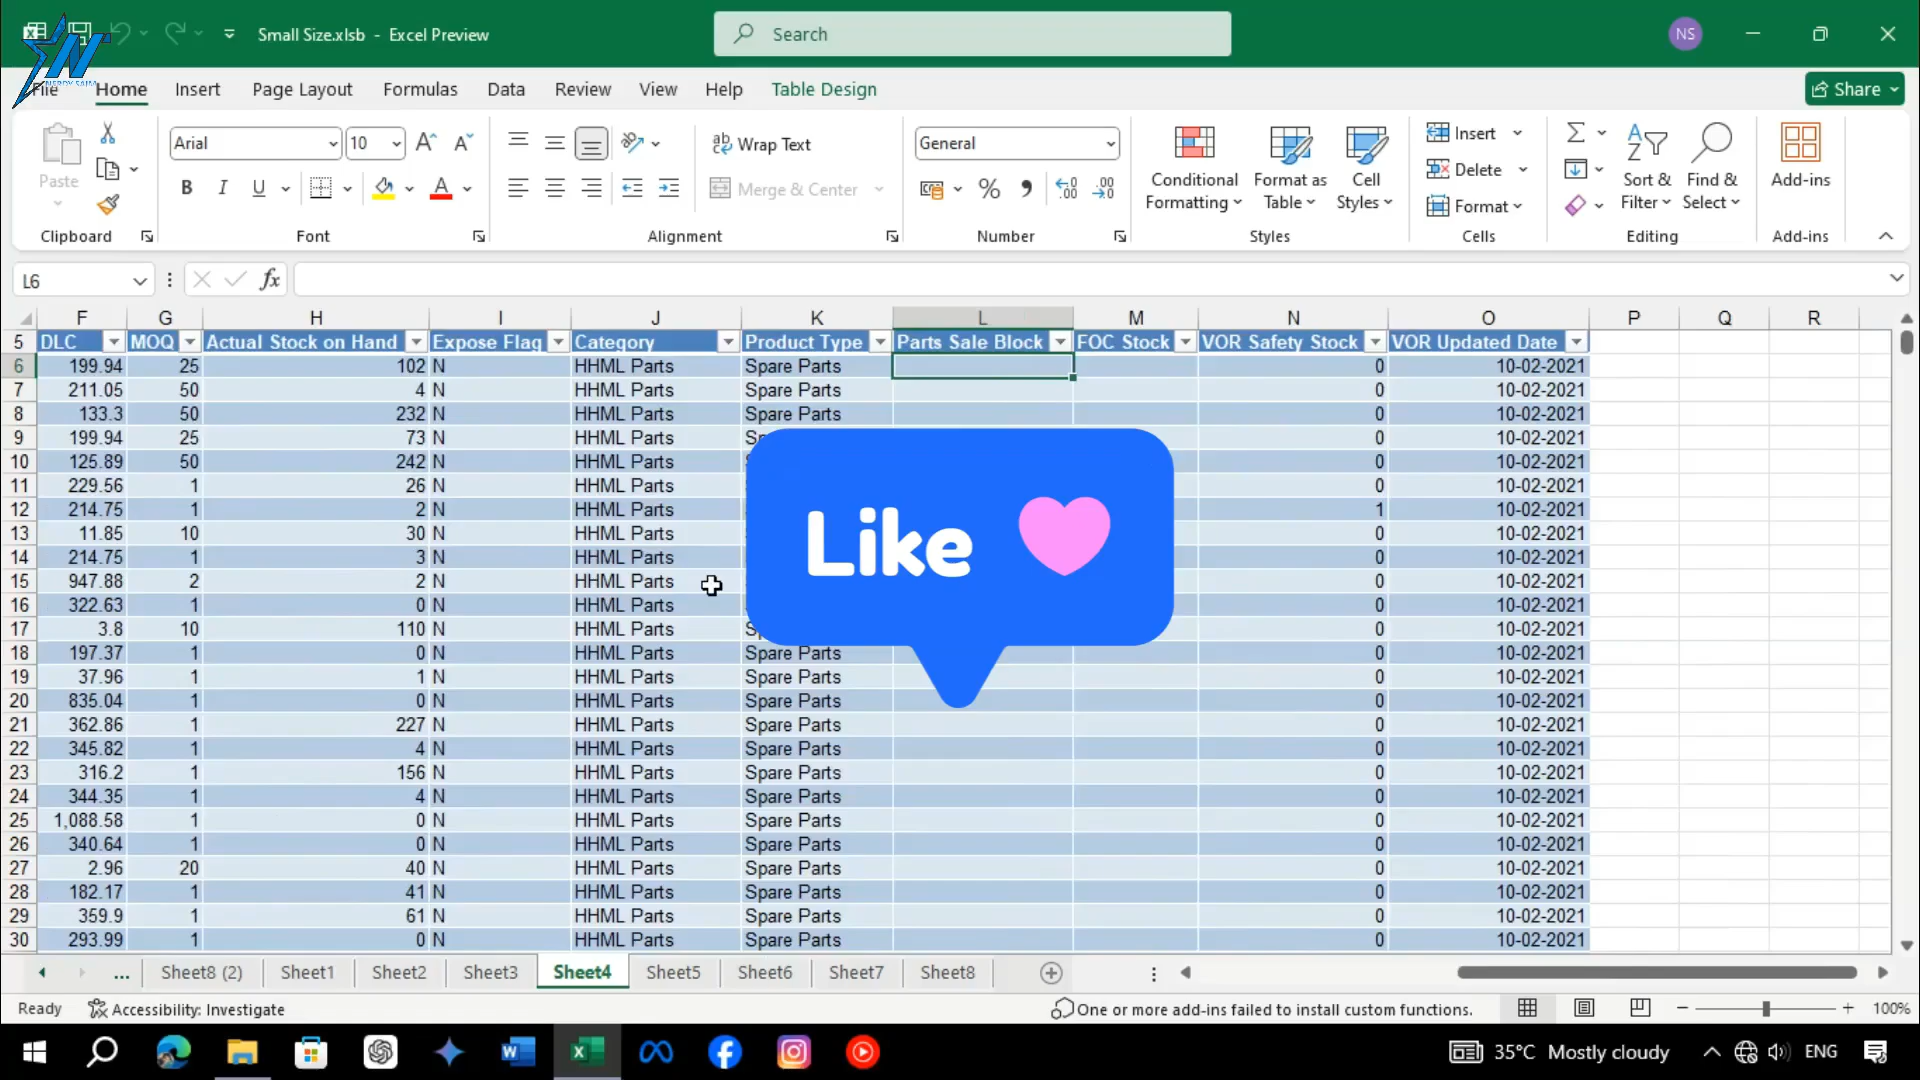 Small Size.xlsb - Excel Preview
Search
NS
File Home Insert Page Layout Formulas Data Review View Help Table Design Share
Paste
Clipboard
Arial 10
B I U A
Font
Wrap Text
Merge & Center
Alignment
General
Number
Conditional Formatting
Format as Table
Cell Styles
Styles
Insert
Delete
Format
Cells
Sort & Filter
Find & Select
Editing
Add-ins
Add-ins
L6 fx
F G H I J K L M N O P Q R
5 DLC MOQ Actual Stock on Hand Expose Flag Category Product Type Parts Sale Block FOC Stock VOR Safety Stock VOR Updated Date
6 199.94 25 102 N HHML Parts Spare Parts 0 10-02-2021
7 211.05 50 4 N HHML Parts Spare Parts 0 10-02-2021
8 133.3 50 232 N HHML Parts Spare Parts 0 10-02-2021
9 199.94 25 73 N HHML Parts 0 10-02-2021
10 125.89 50 242 N HHML Parts 0 10-02-2021
11 229.56 1 26 N HHML Parts 0 10-02-2021
12 214.75 1 2 N HHML Parts 1 10-02-2021
13 11.85 10 30 N HHML Parts 0 10-02-2021
14 214.75 1 3 N HHML Parts 0 10-02-2021
15 947.88 2 2 N HHML Parts 0 10-02-2021
16 322.63 1 0 N HHML Parts 0 10-02-2021
17 3.8 10 110 N HHML Parts 0 10-02-2021
18 197.37 1 0 N HHML Parts Spare Parts 0 10-02-2021
19 37.96 1 1 N HHML Parts Spare Parts 0 10-02-2021
20 835.04 1 0 N HHML Parts Spare Parts 0 10-02-2021
21 362.86 1 227 N HHML Parts Spare Parts 0 10-02-2021
22 345.82 1 4 N HHML Parts Spare Parts 0 10-02-2021
23 316.2 1 156 N HHML Parts Spare Parts 0 10-02-2021
24 344.35 1 4 N HHML Parts Spare Parts 0 10-02-2021
25 1,088.58 1 0 N HHML Parts Spare Parts 0 10-02-2021
26 340.64 1 0 N HHML Parts Spare Parts 0 10-02-2021
27 2.96 20 40 N HHML Parts Spare Parts 0 10-02-2021
28 182.17 1 41 N HHML Parts Spare Parts 0 10-02-2021
29 359.9 1 61 N HHML Parts Spare Parts 0 10-02-2021
30 293.99 1 0 N HHML Parts Spare Parts 0 10-02-2021
Like
... Sheet8 (2) Sheet1 Sheet2 Sheet3 Sheet4 Sheet5 Sheet6 Sheet7 Sheet8
Ready Accessibility: Investigate One or more add-ins failed to install custom functions. 100%
35°C Mostly cloudy ENG